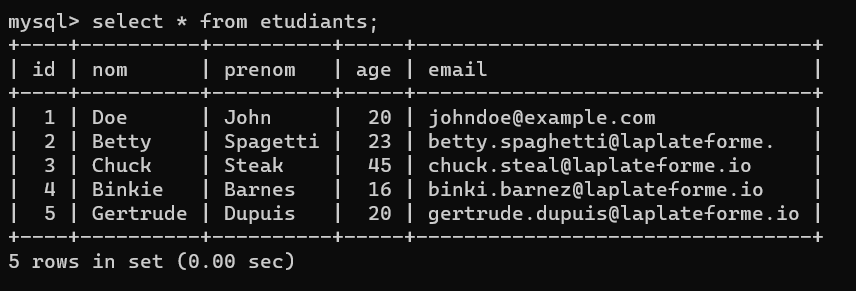 mysql> select * from etudiants;
+----+----------+---------+-----+---------------------------------+
| id | nom      | prenom  | age | email                           |
+----+----------+---------+-----+---------------------------------+
|  1 | Doe      | John    |  20 | johndoe@example.com             |
|  2 | Betty    | Spagetti |  23 | betty.spaghetti@laplateforme.   |
|  3 | Chuck    | Steak   |  45 | chuck.steal@laplateforme.io     |
|  4 | Binkie   | Barnes  |  16 | binki.barnez@laplateforme.io    |
|  5 | Gertrude | Dupuis  |  20 | gertrude.dupuis@laplateforme.io |
+----+----------+---------+-----+---------------------------------+
5 rows in set (0.00 sec)